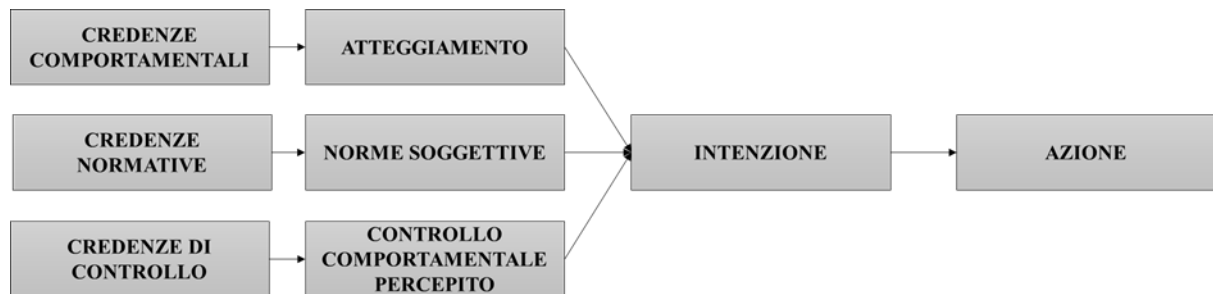 CREDENZE
COMPORTAMENTALI
ATTEGGIAMENTO
CREDENZE
NORMATIVE
NORME SOGGETTIVE
INTENZIONE
AZIONE
CREDENZE DI
CONTROLLO
CONTROLLO
COMPORTAMENTALE
PERCEPITO